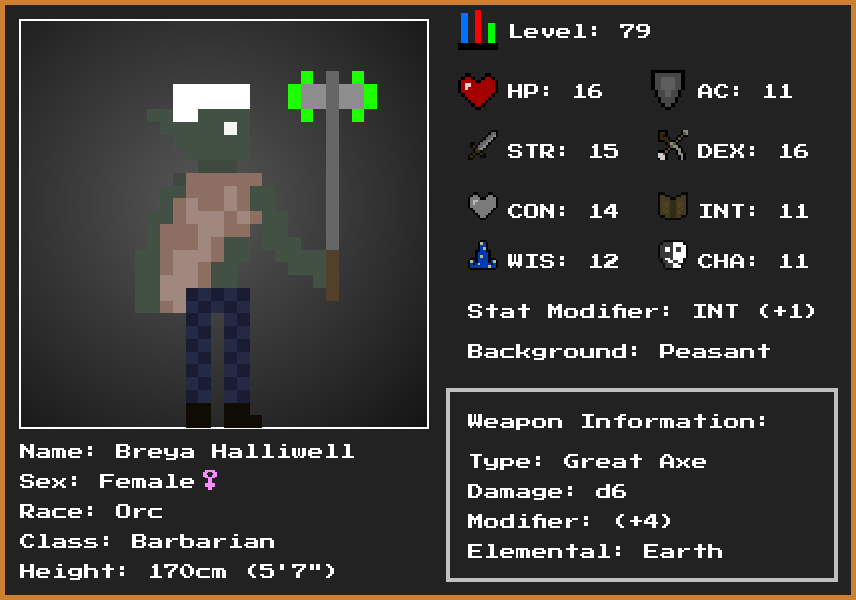 Level: 79
HP: 16
AC: 11
STR: 15
DEX: 16
CON: 14
INT: 11
WIS: 12
CHA: 11
Stat Modifier: INT (+1)
Background: Peasant
Weapon Information:
Type: Great Axe
Damage: d6
Modifier: (+4)
Elemental: Earth
Name: Breya Halliwell
Sex: Female♀
Race: Orc
Class: Barbarian
Height: 170cm (5'7")